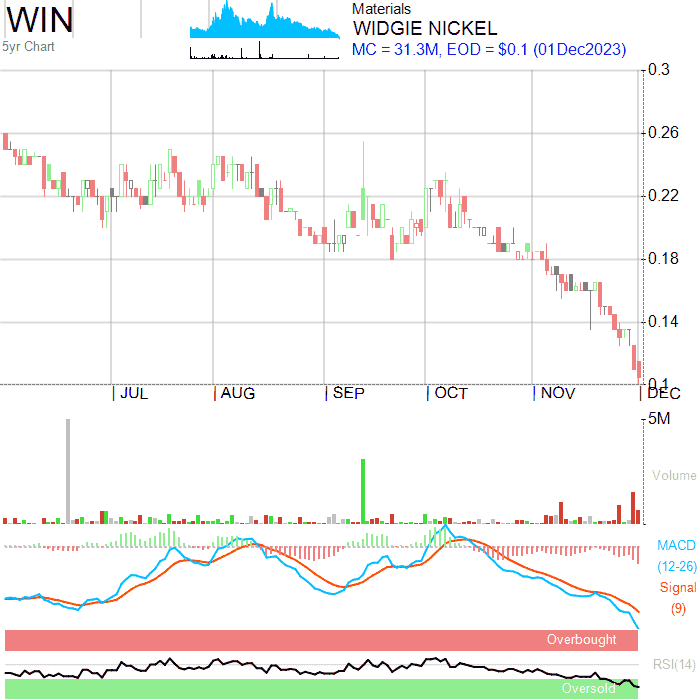 WIN
5yr Chart
Materials
WIDGIE NICKEL
MC = 31.3M, EOD = $0.1 (01Dec2023)
0.3
0.26
0.22
0.18
0.14
0.1
JUL
AUG
SEP
OCT
NOV
DEC
5M
Volume
MACD
(12-26)
Signal
(9)
Overbought
RSI(14)
Oversold